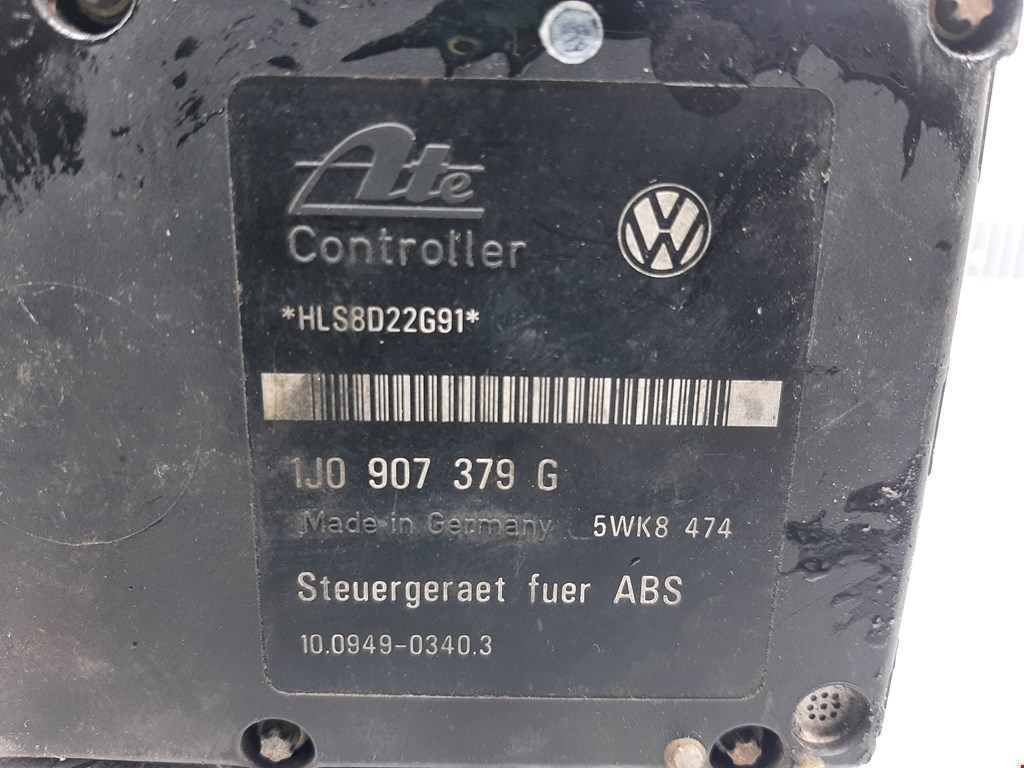 Ate
Controller
*HLS8D22G91*
1J0 907 379 G
Made in Germany 5WK8 474
Steuergeraet fuer ABS
10.0949-0340.3